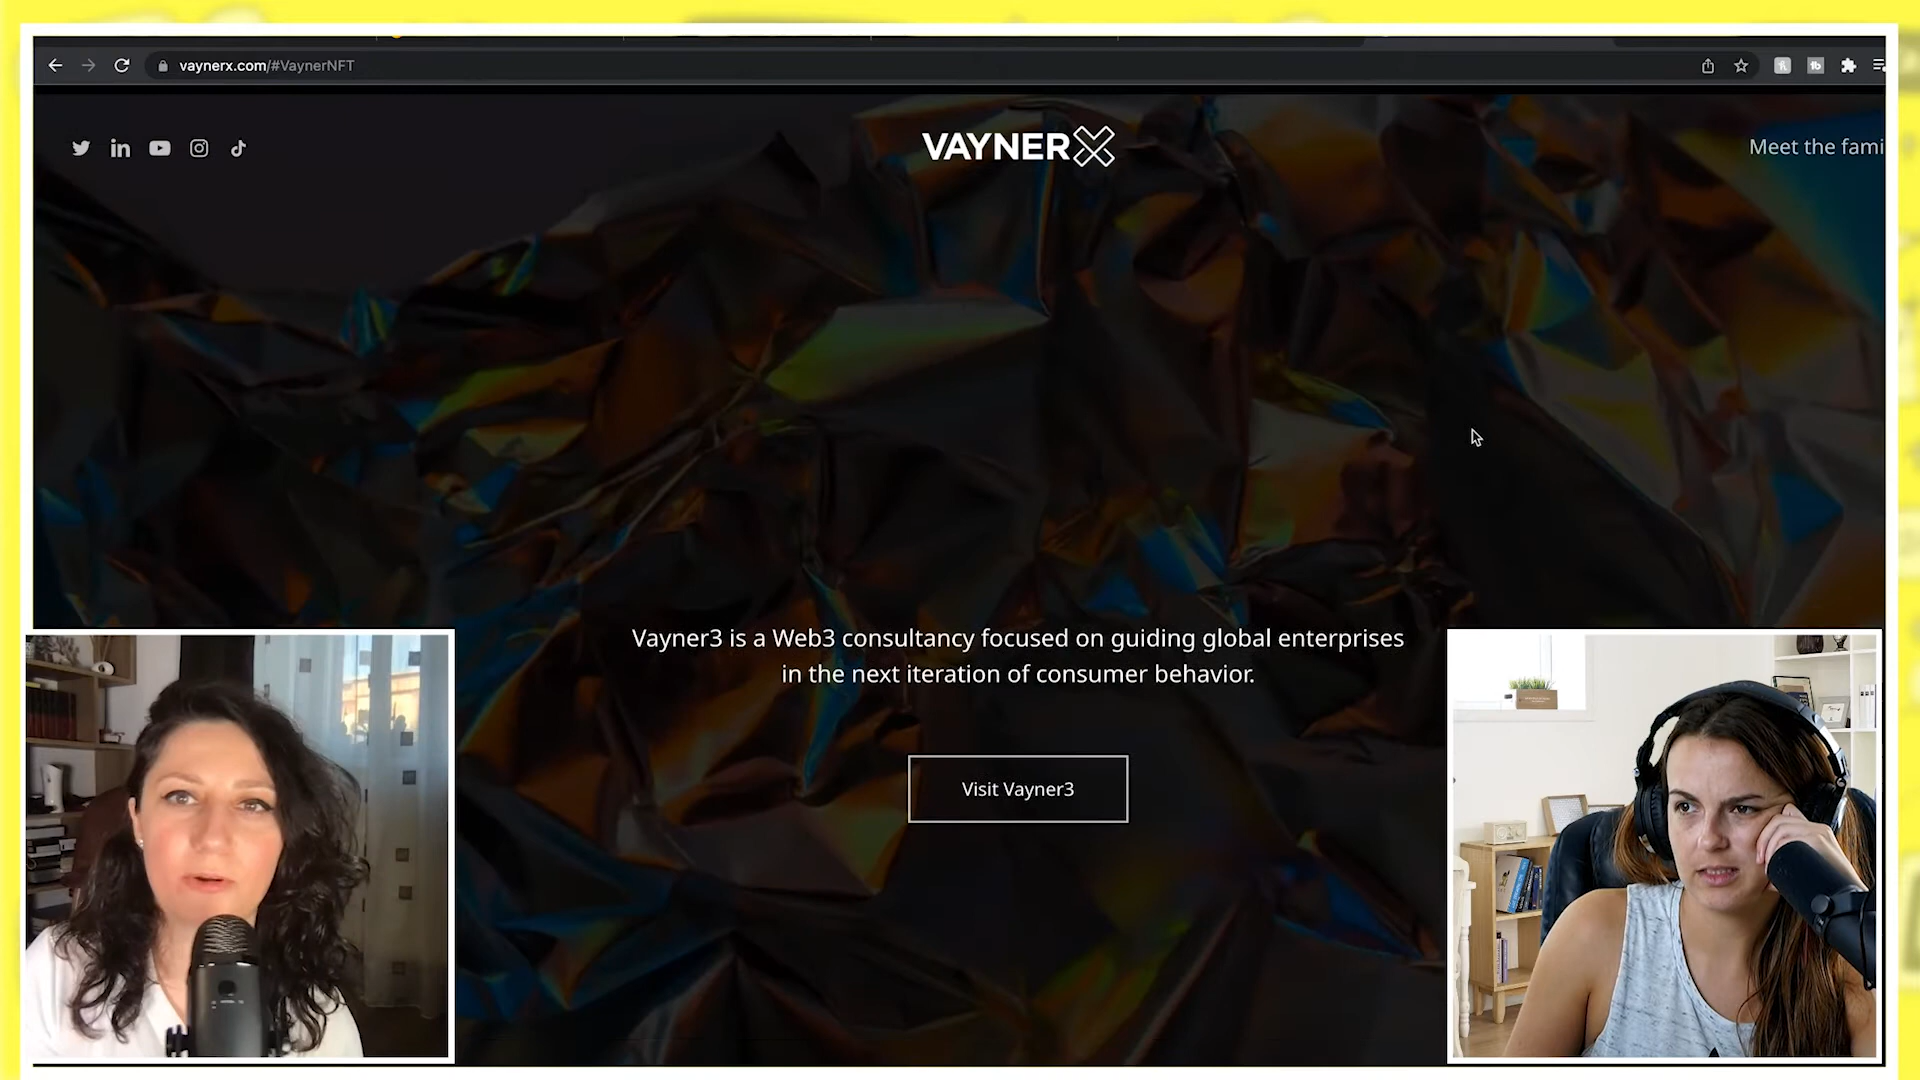 vaynerx.com/#VaynerNFT
VAYNERX
Meet the fami
Vayner3 is a Web3 consultancy focused on guiding global enterprises
in the next iteration of consumer behavior.
Visit Vayner3